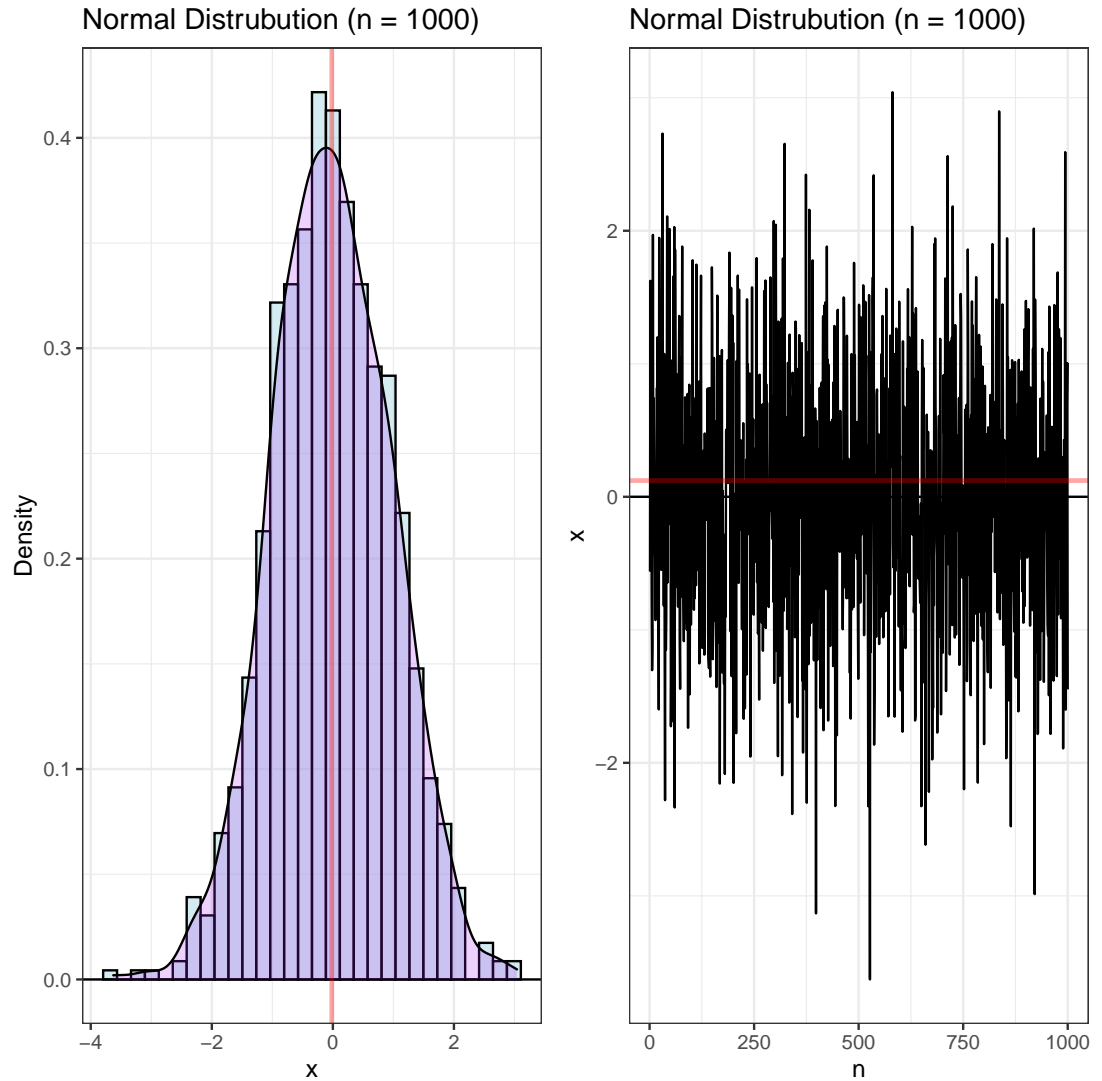 Normal Distrubution (n = 1000)
Density
0.4
0.3
0.2
0.1
0.0
−4
−2
0
2
x
Normal Distrubution (n = 1000)
x
2
0
−2
0
250
500
750
1000
n